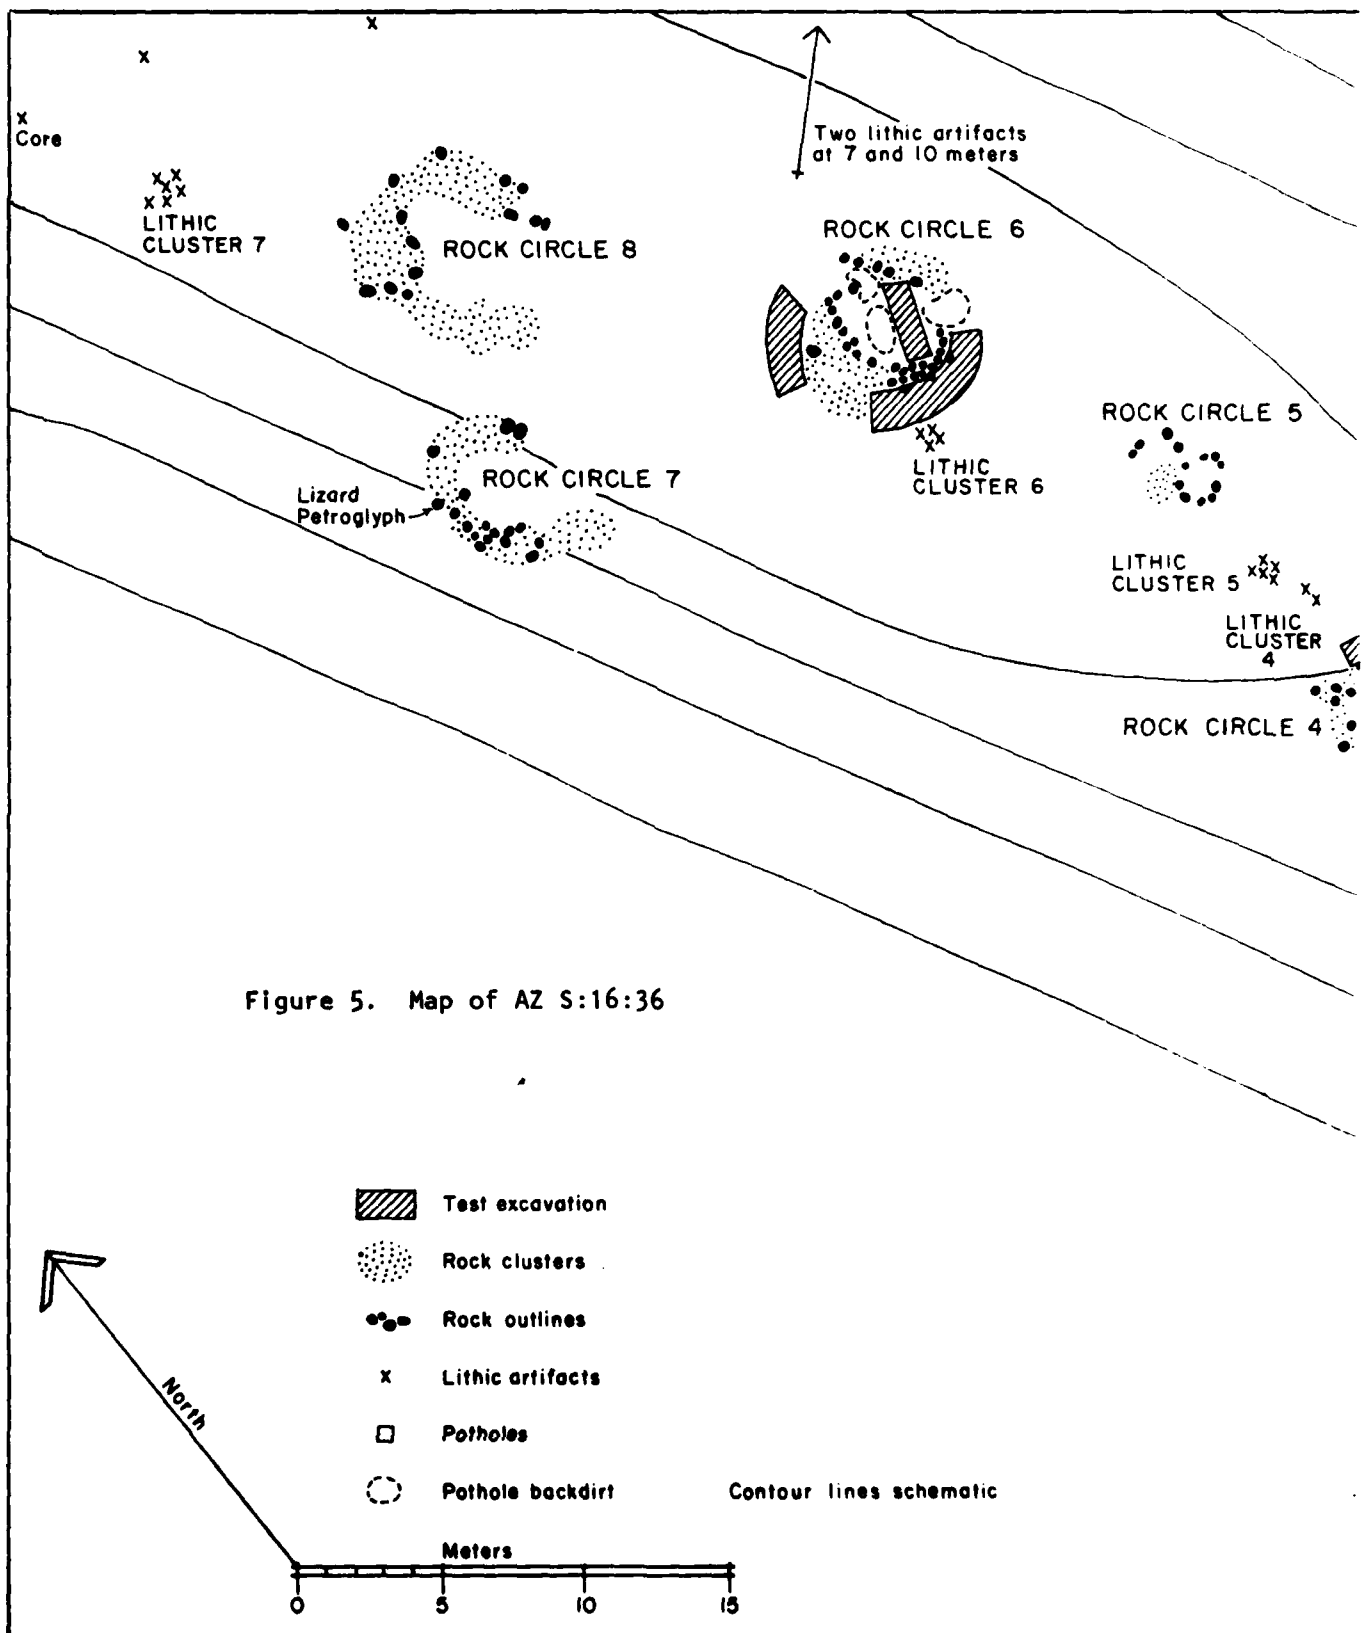 x
x
x
Core
Two lithic artifacts
at 7 and 10 meters
LITHIC
CLUSTER 7
ROCK CIRCLE 8
ROCK CIRCLE 6
ROCK CIRCLE 5
LITHIC
CLUSTER 6
ROCK CIRCLE 7
Lizard
Petroglyph
LITHIC
CLUSTER 5
LITHIC
CLUSTER
4
ROCK CIRCLE 4
Figure 5. Map of AZ S:16:36
Test excavation
Rock clusters
Rock outlines
x Lithic artifacts
Potholes
Pothole backdirt
Contour lines schematic
North
Meters
0 5 10 15